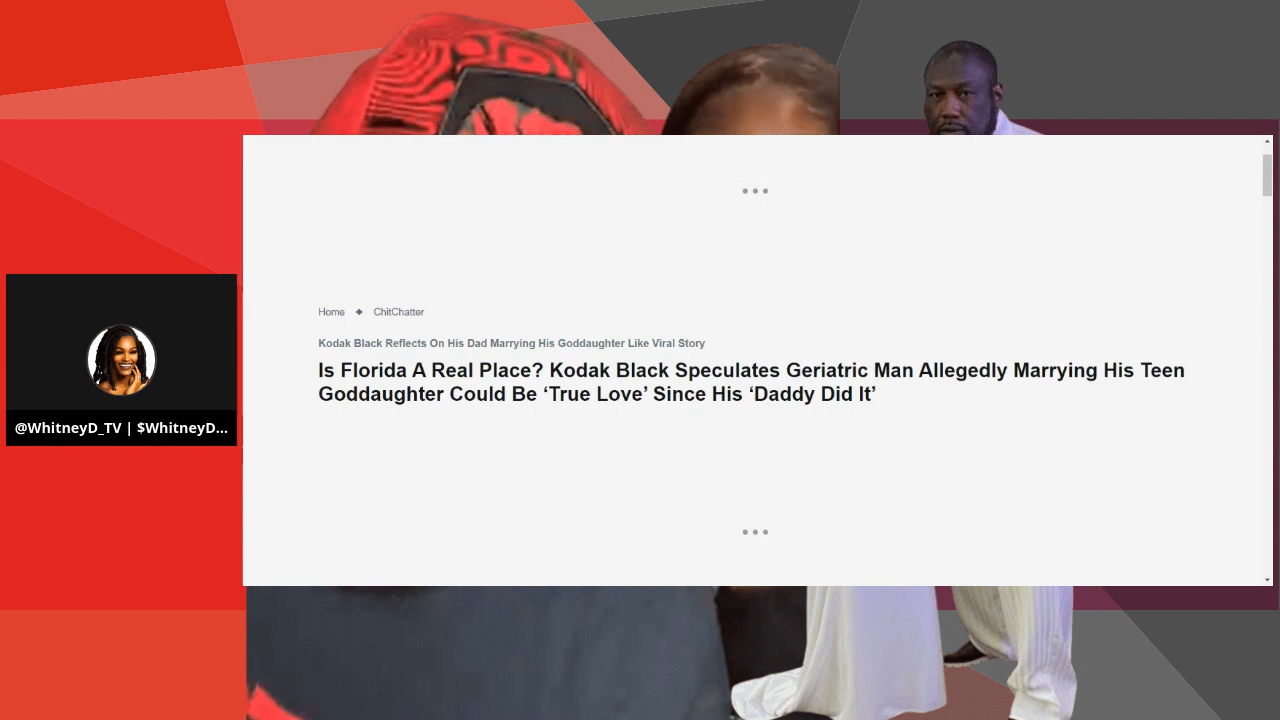 Home ◆ ChitChatter
Kodak Black Reflects On His Dad Marrying His Goddaughter Like Viral Story
Is Florida A Real Place? Kodak Black Speculates Geriatric Man Allegedly Marrying His Teen
Goddaughter Could Be ‘True Love’ Since His ‘Daddy Did It’
@WhitneyD_TV | $WhitneyD...